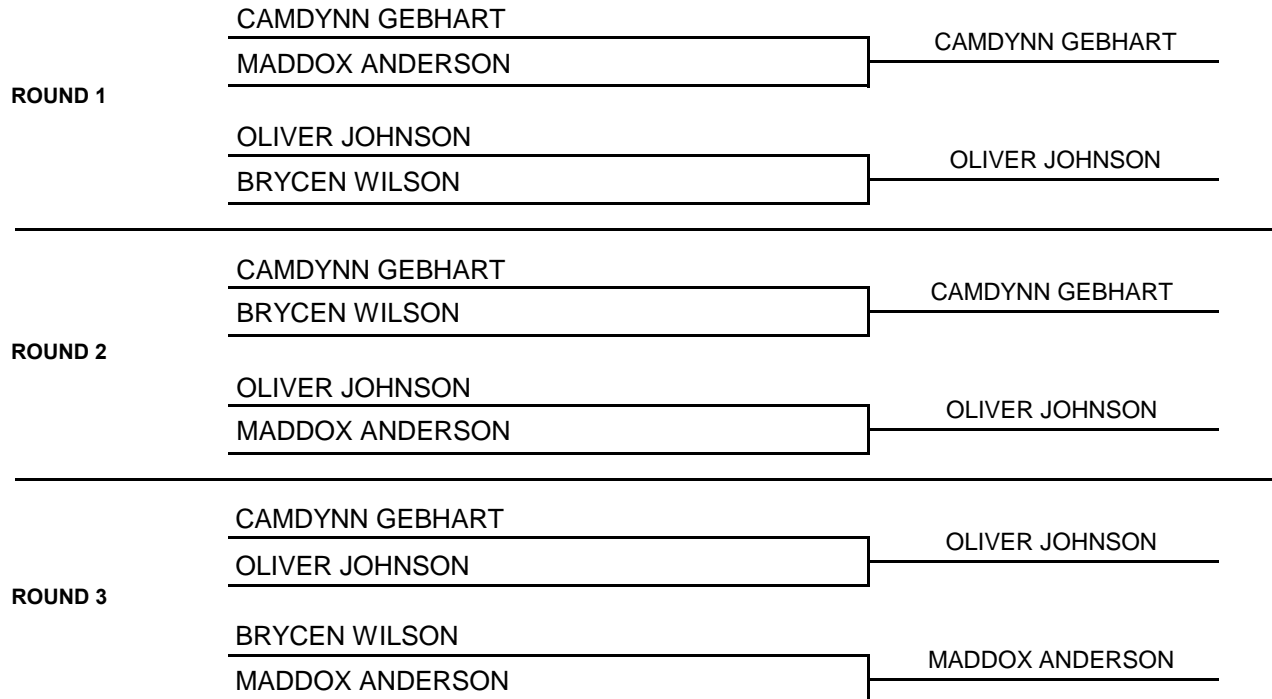 CAMDYNN GEBHART
CAMDYNN GEBHART
MADDOX ANDERSON
ROUND 1
OLIVER JOHNSON
OLIVER JOHNSON
BRYCEN WILSON
CAMDYNN GEBHART
CAMDYNN GEBHART
BRYCEN WILSON
ROUND 2
OLIVER JOHNSON
OLIVER JOHNSON
MADDOX ANDERSON
CAMDYNN GEBHART
OLIVER JOHNSON
OLIVER JOHNSON
ROUND 3
BRYCEN WILSON
MADDOX ANDERSON
MADDOX ANDERSON